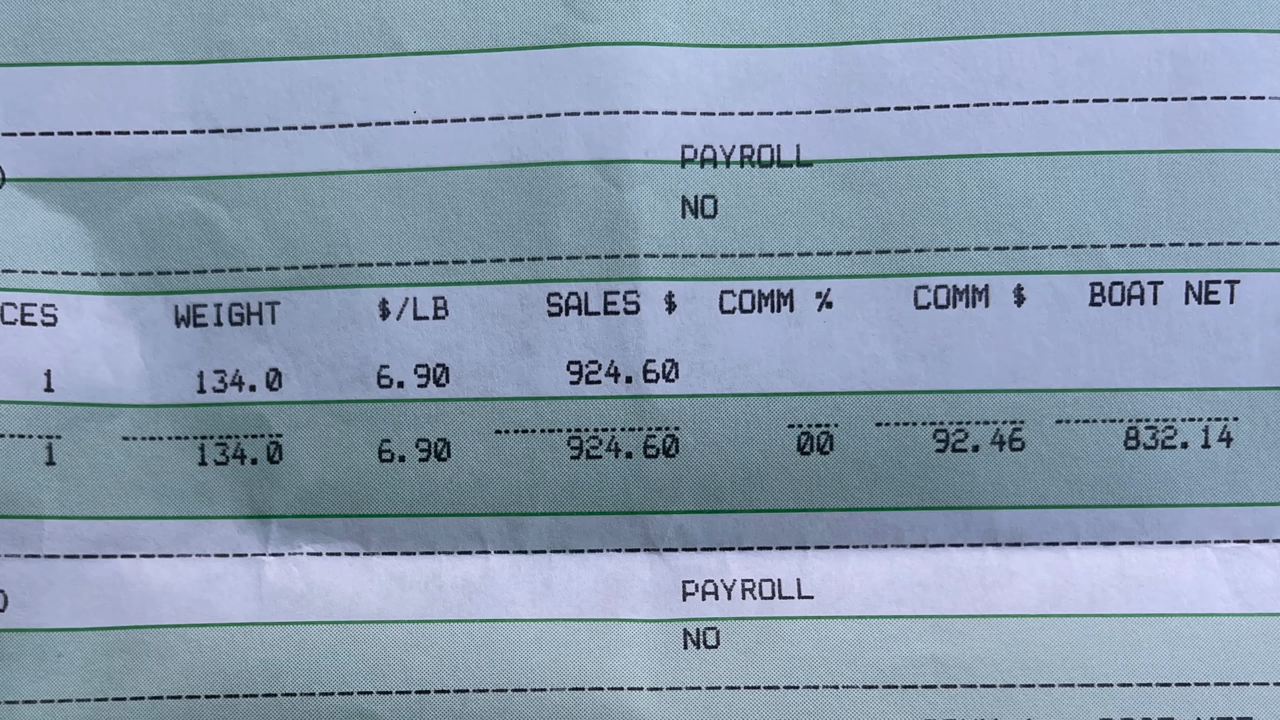 )
PAYROLL
NO
CES WEIGHT $/LB SALES $ COMM % COMM $ BOAT NET
1 134.0 6.90 924.60
1 134.0 6.90 924.60 00 92.46 832.14
PAYROLL
NO